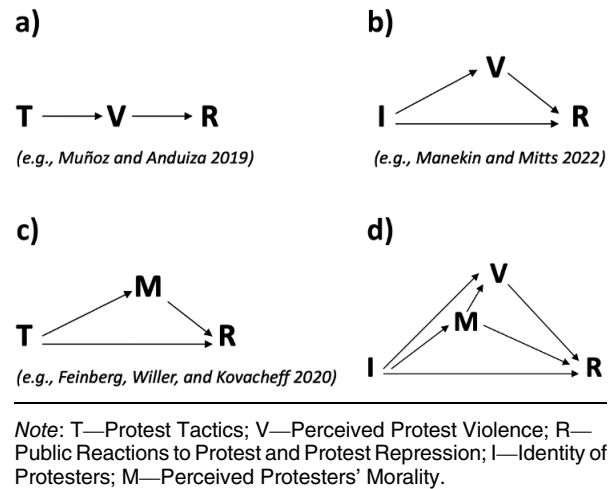 a)
T V R
(e.g., Muñoz and Anduiza 2019)
b)
V
I R
(e.g., Manekin and Mitts 2022)
c)
M
T R
(e.g., Feinberg, Willer, and Kovacheff 2020)
d)
V
M
I R
Note: T—Protest Tactics; V—Perceived Protest Violence; R—
Public Reactions to Protest and Protest Repression; I—Identity of
Protesters; M—Perceived Protesters’ Morality.